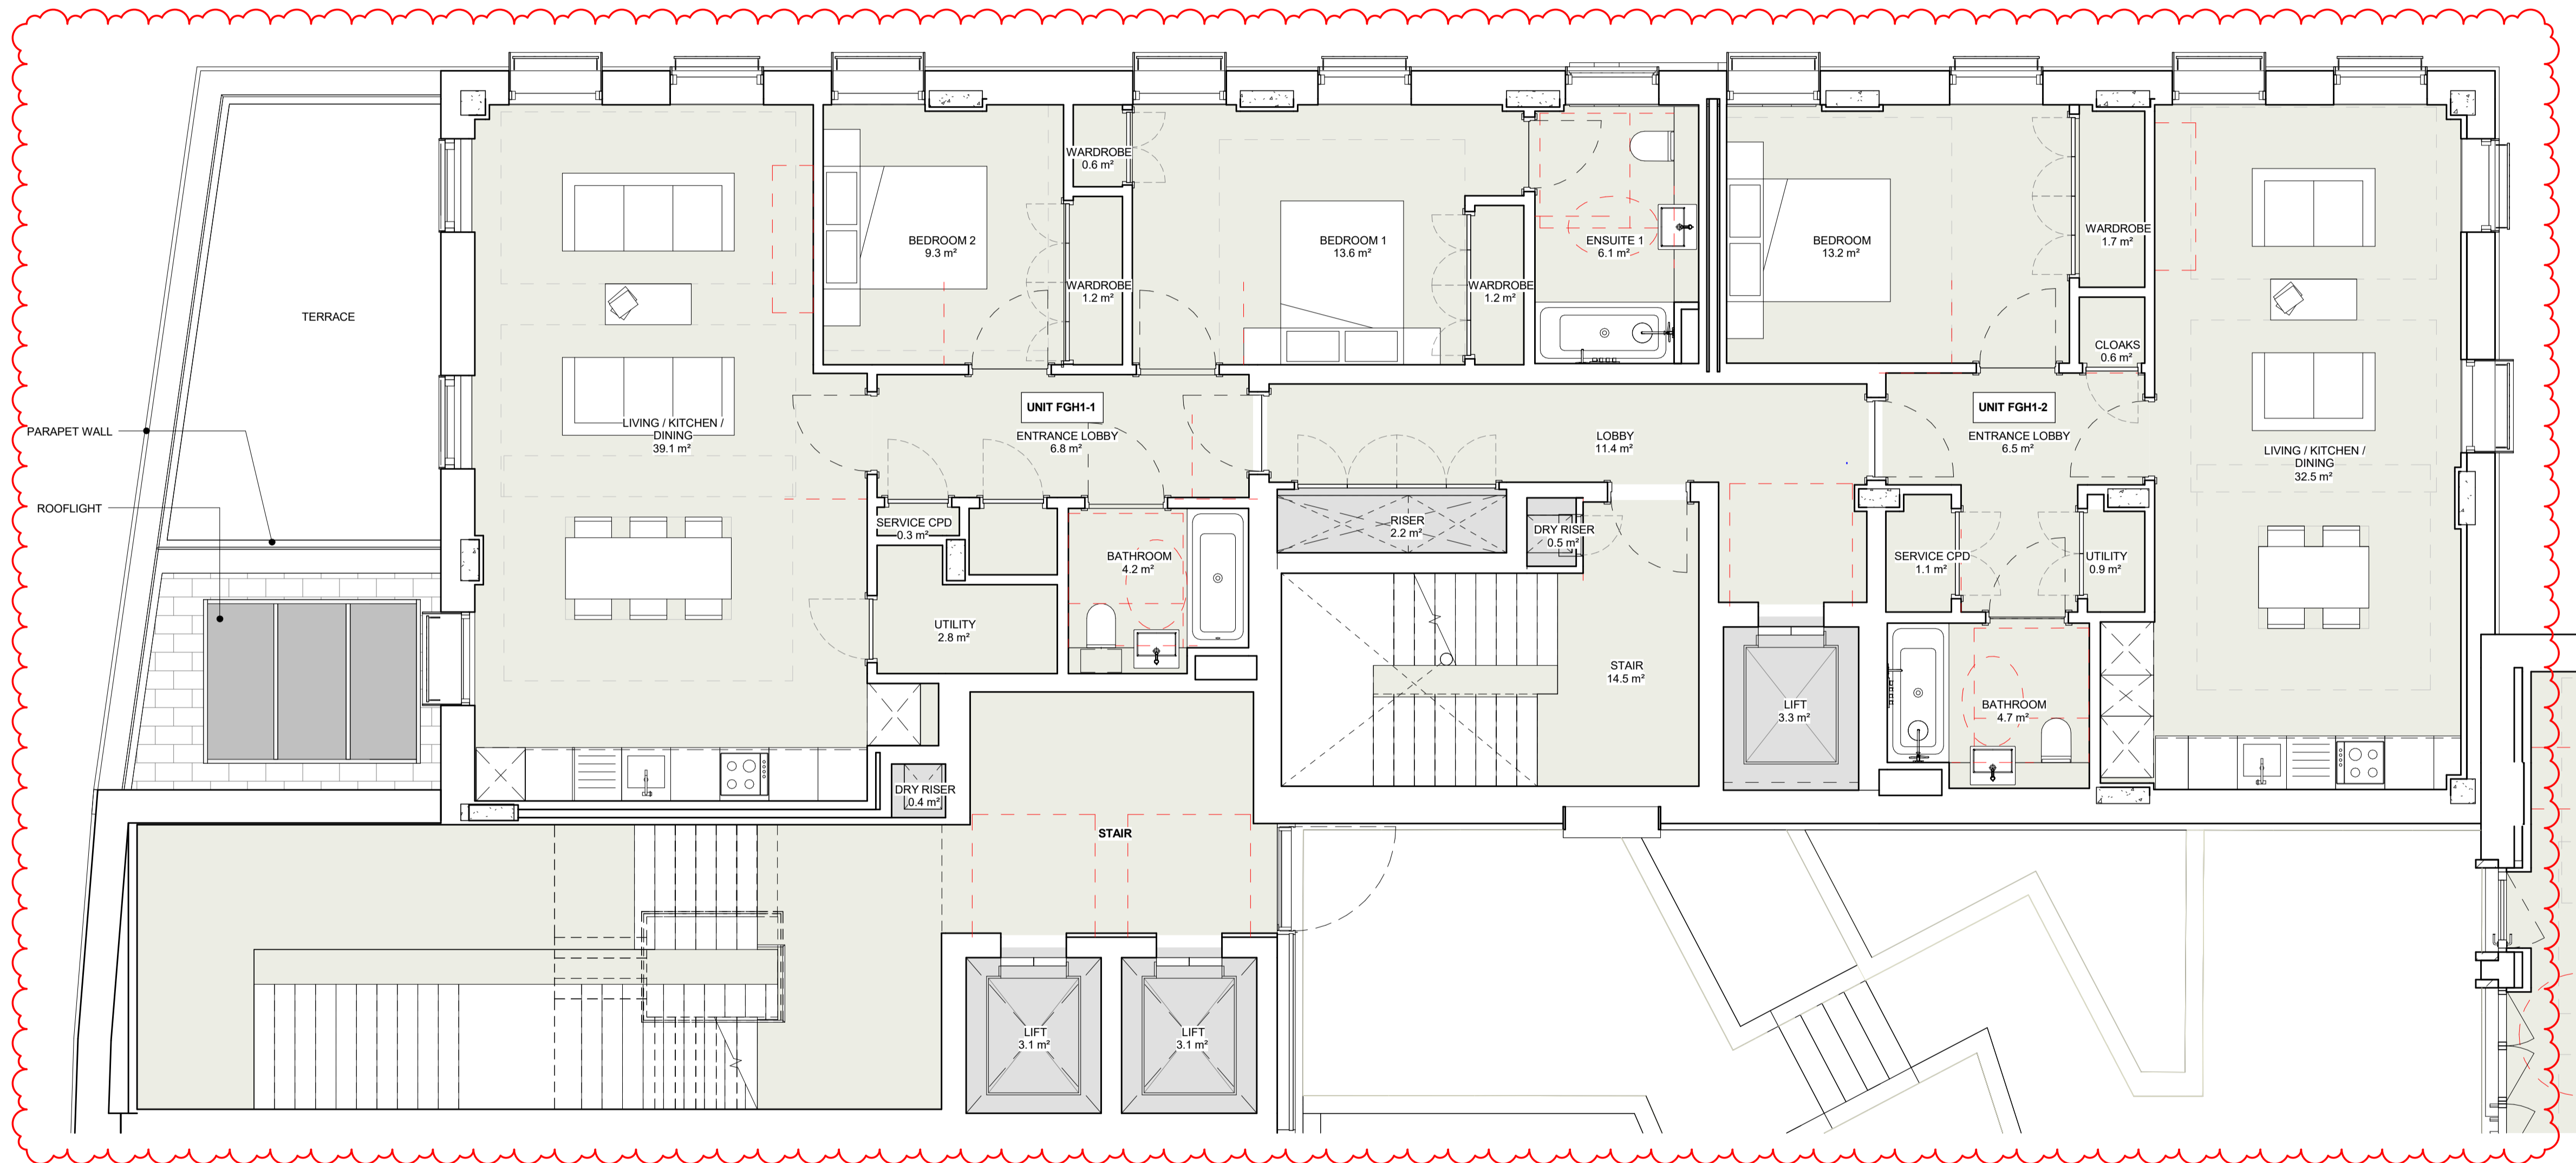 WARDROBE
0.6 m²
BEDROOM 2
9.3 m²
BEDROOM 1
13.6 m²
ENSUITE 1
6.1 m²
BEDROOM
13.2 m²
WARDROBE
1.7 m²
WARDROBE
1.2 m²
WARDROBE
1.2 m²
TERRACE
CLOAKS
0.6 m²
UNIT FGH1-1
UNIT FGH1-2
PARAPET WALL
LIVING / KITCHEN /
DINING
39.1 m²
ENTRANCE LOBBY
6.8 m²
LOBBY
11.4 m²
ENTRANCE LOBBY
6.5 m²
LIVING / KITCHEN /
DINING
32.5 m²
ROOFLIGHT
SERVICE CPD
0.3 m²
RISER
2.2 m²
DRY RISER
0.5 m²
BATHROOM
4.2 m²
SERVICE CPD
1.1 m²
UTILITY
0.9 m²
UTILITY
2.8 m²
STAIR
14.5 m²
LIFT
3.3 m²
BATHROOM
4.7 m²
DRY RISER
0.4 m²
STAIR
LIFT
3.1 m²
LIFT
3.1 m²